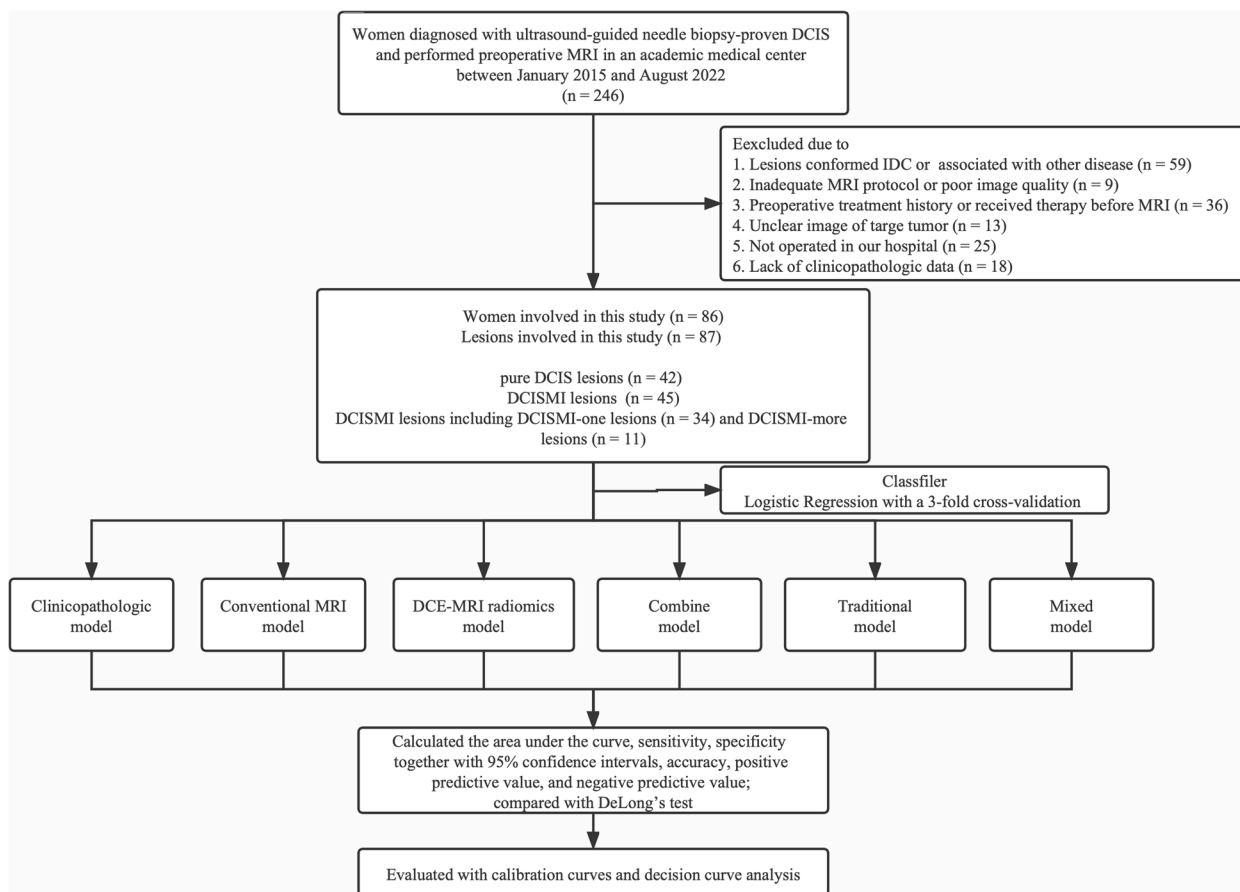 Women diagnosed with ultrasound-guided needle biopsy-proven DCIS
and performed preoperative MRI in an academic medical center
between January 2015 and August 2022
(n = 246)
Eexcluded due to
1. Lesions conformed IDC or associated with other disease (n = 59)
2. Inadequate MRI protocol or poor image quality (n = 9)
3. Preoperative treatment history or received therapy before MRI (n = 36)
4. Unclear image of targe tumor (n = 13)
5. Not operated in our hospital (n = 25)
6. Lack of clinicopathologic data (n = 18)
Women involved in this study (n = 86)
Lesions involved in this study (n = 87)
pure DCIS lesions (n = 42)
DCISMI lesions (n = 45)
DCISMI lesions including DCISMI-one lesions (n = 34) and DCISMI-more
lesions (n = 11)
Classfiler
Logistic Regression with a 3-fold cross-validation
Clinicopathologic
model
Conventional MRI
model
DCE-MRI radiomics
model
Combine
model
Traditional
model
Mixed
model
Calculated the area under the curve, sensitivity, specificity
together with 95% confidence intervals, accuracy, positive
predictive value, and negative predictive value;
compared with DeLong's test
Evaluated with calibration curves and decision curve analysis